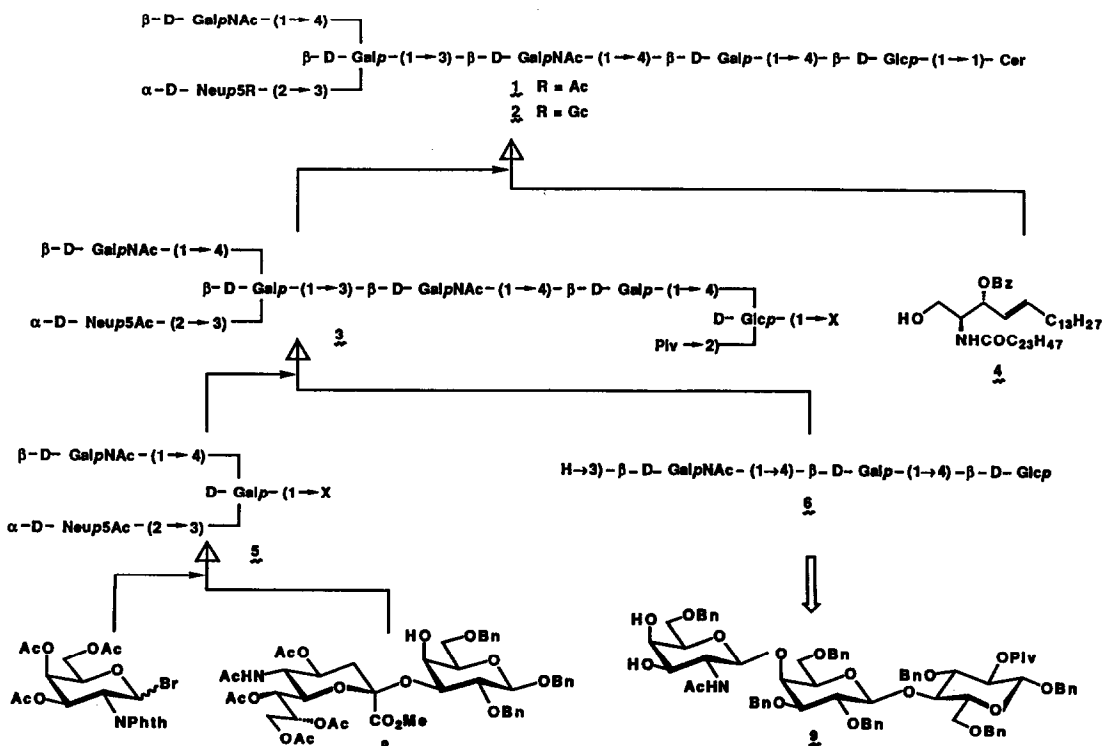 β–D– GalpNAc–(1→4)
β–D–Galp–(1→3)–β–D– GalpNAc–(1→4)–β–D– Galp–(1→4)–β–D– Glcp–(1→1)–Cer
α–D– Neup5R–(2→3)
1 R = Ac
2 R = Gc
β–D– GalpNAc–(1→4)
β–D–Galp–(1→3)–β–D– GalpNAc–(1→4)–β–D– Galp–(1→4)
α–D– Neup5Ac–(2→3)
D–Glcp–(1→X
Piv→2)
3
OBz
HO
C13H27
NHCOC23H47
4
β–D– GalpNAc–(1→4)
D–Galp–(1→X
α–D– Neup5Ac–(2→3)
5
H→3)–β–D– GalpNAc–(1→4)–β–D–Galp–(1→4)–β–D–Glcp
6
AcO OAc
O
Br
AcO
NPhth
AcO
AcHN
AcO
O
CO2Me
OAc
AcO
HO OBn
O
O
OBn
OBn
HO OBn
O
HO
AcHN
O
OBn
O
BnO
OBn
O
BnO
OPiv
OBn
O
OBn
9